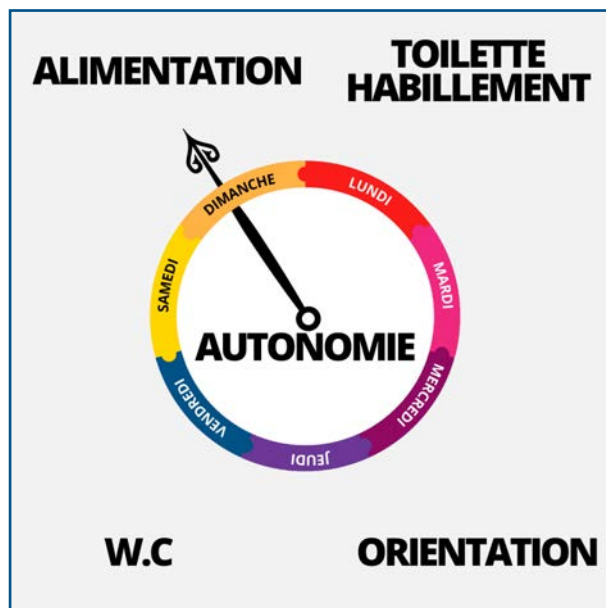 ALIMENTATION
TOILETTE
HABILLEMENT
DIMANCHE
LUNDI
SAMEDI
MARDI
AUTONOMIE
VENDREDI
MERCREDI
JEUDI
W.C
ORIENTATION